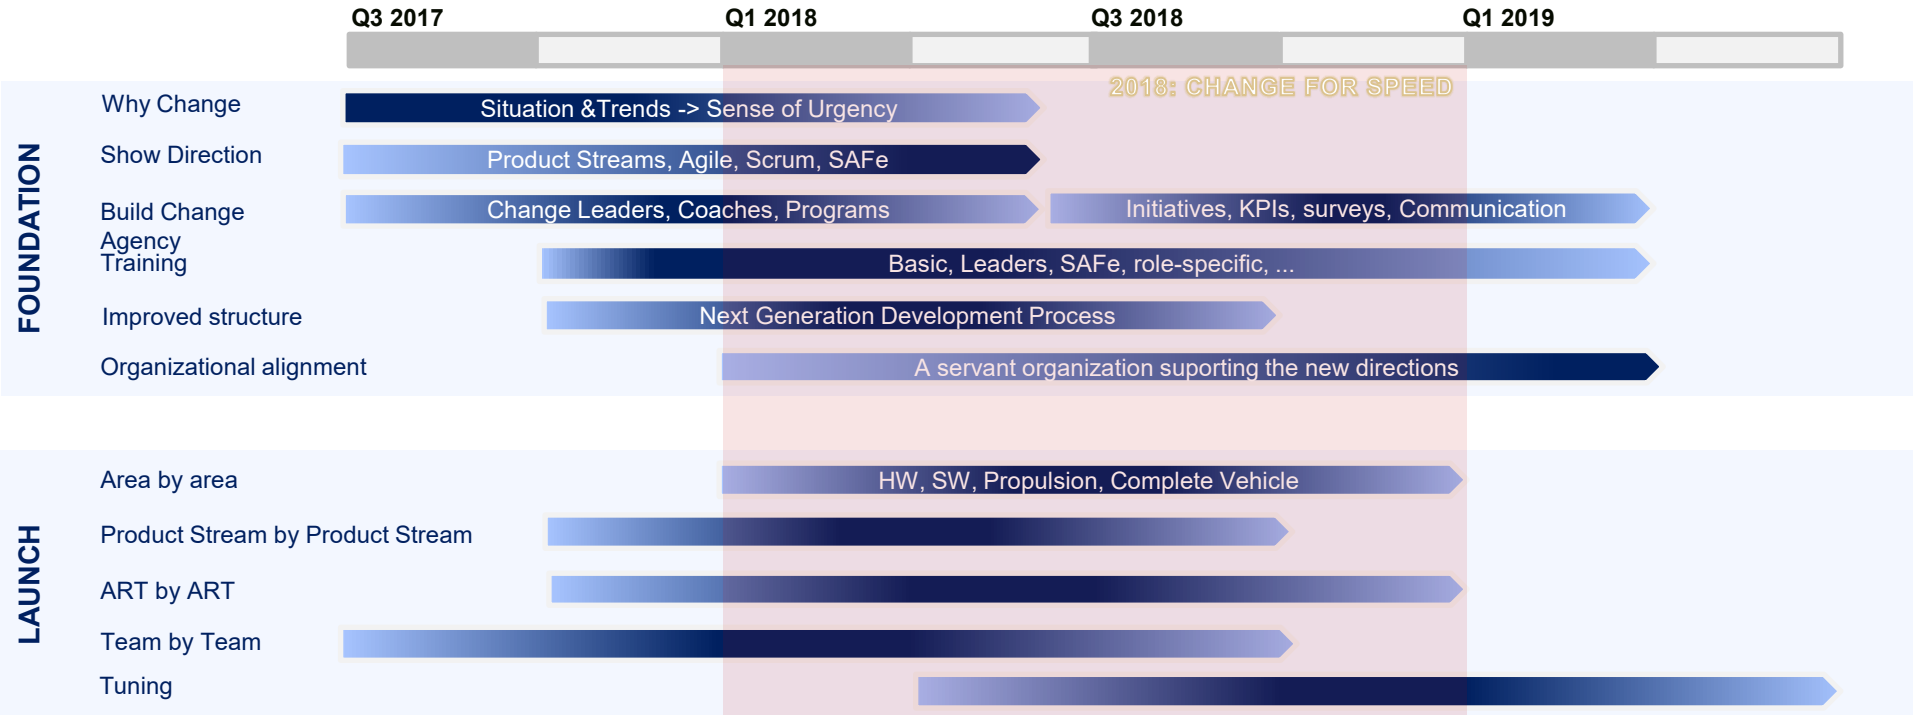 Q3 2017 Q1 2018 Q3 2018 Q1 2019
2018: CHANGE FOR SPEED
FOUNDATION
Why Change
Situation &Trends -> Sense of Urgency
Show Direction
Product Streams, Agile, Scrum, SAFe
Build Change
Agency
Change Leaders, Coaches, Programs
Initiatives, KPIs, surveys, Communication
Training
Basic, Leaders, SAFe, role-specific, ...
Improved structure
Next Generation Development Process
Organizational alignment
A servant organization suporting the new directions
LAUNCH
Area by area
HW, SW, Propulsion, Complete Vehicle
Product Stream by Product Stream
ART by ART
Team by Team
Tuning